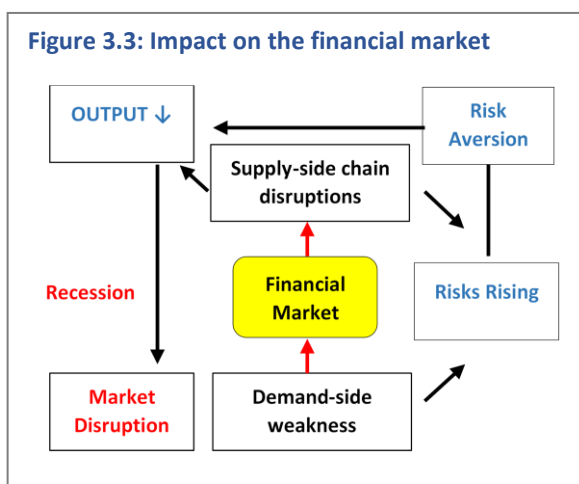 Figure 3.3: Impact on the financial market
OUTPUT ↓
Risk
Aversion
Supply-side chain
disruptions
Recession
Financial
Market
Risks Rising
Market
Disruption
Demand-side
weakness